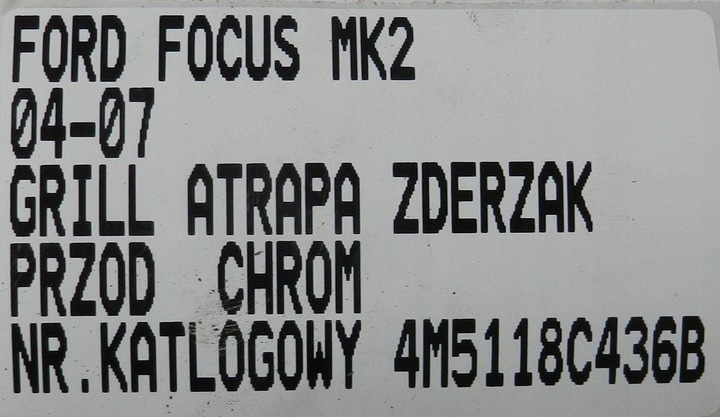 FORD FOCUS MK2
04-07
GRILL ATRAPA ZDERZAK
PRZOD CHROM
NR.KATLOGOWY 4M5118C436B